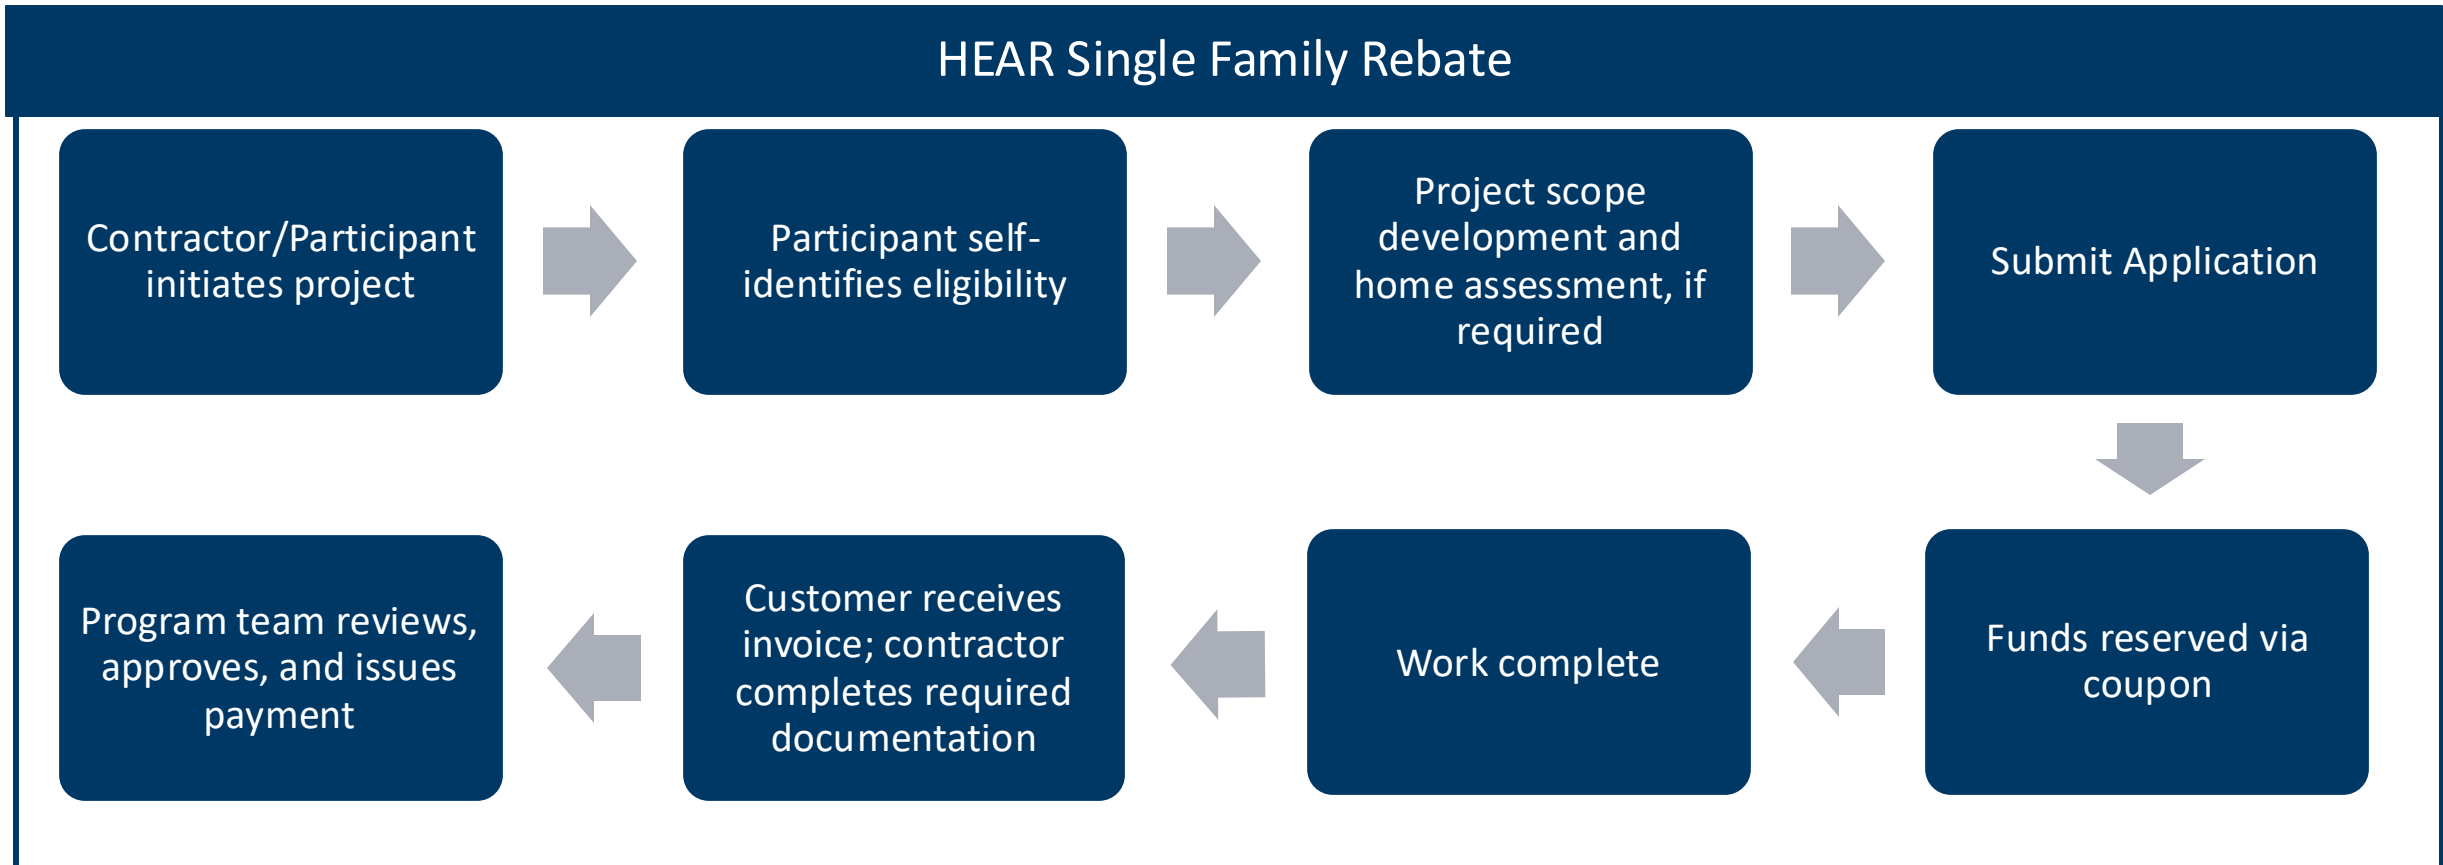 HEAR Single Family Rebate
Contractor/Participant
initiates project
Participant self-
identifies eligibility
Project scope
development and
home assessment, if
required
Submit Application
Funds reserved via
coupon
Work complete
Customer receives
invoice; contractor
completes required
documentation
Program team reviews,
approves, and issues
payment